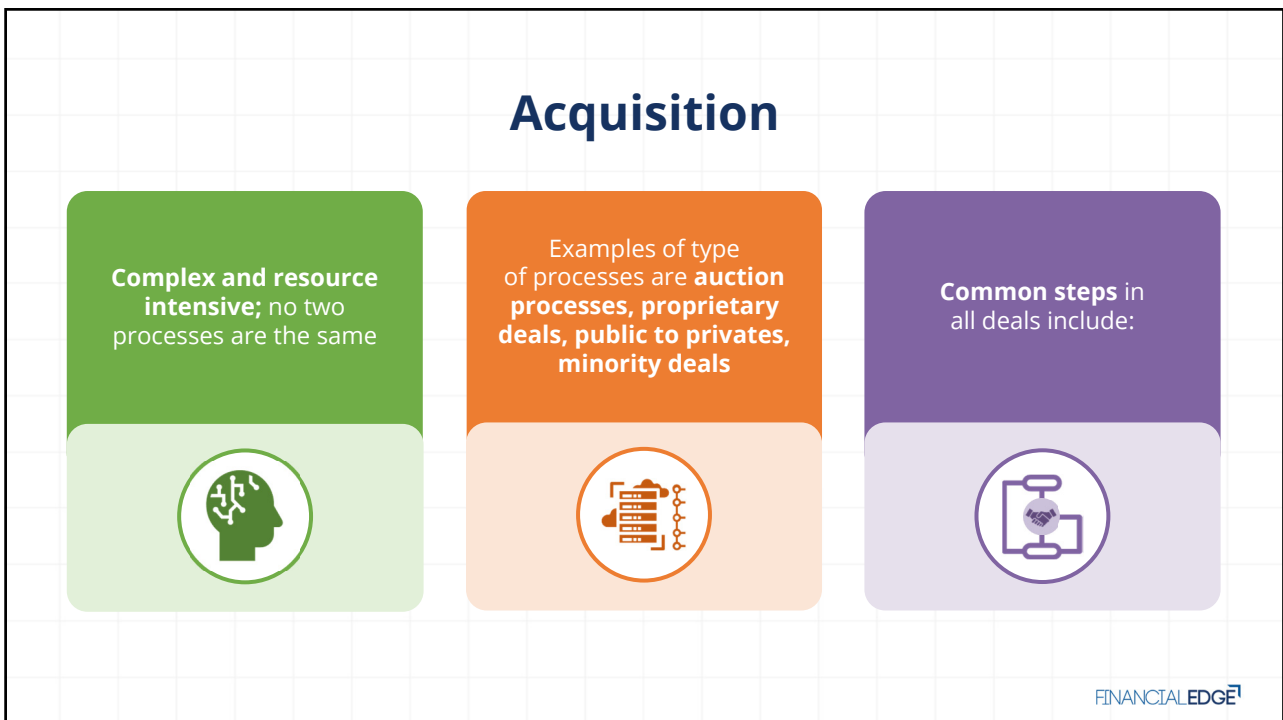 Acquisition
Complex and resource
intensive; no two
processes are the same
Examples of type
of processes are auction
processes, proprietary
deals, public to privates,
minority deals
Common steps in
all deals include:
FINANCIALEDGE